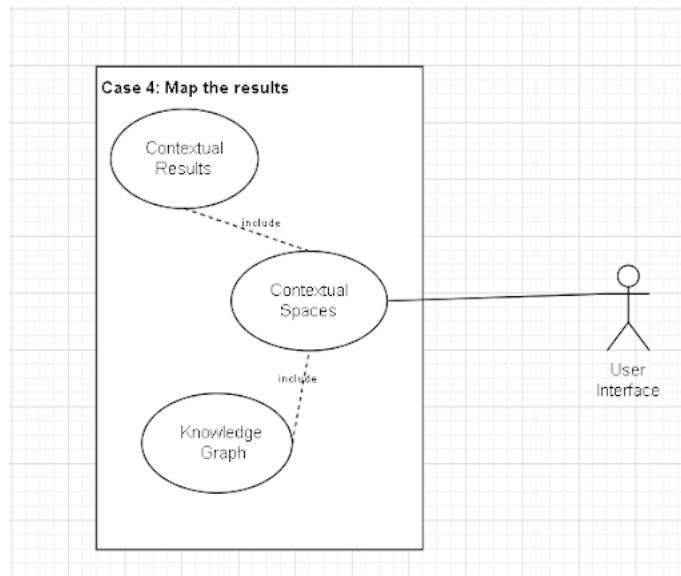 Case 4: Map the results
Contextual
Results
include
Contextual
Spaces
include
Knowledge
Graph
User
Interface